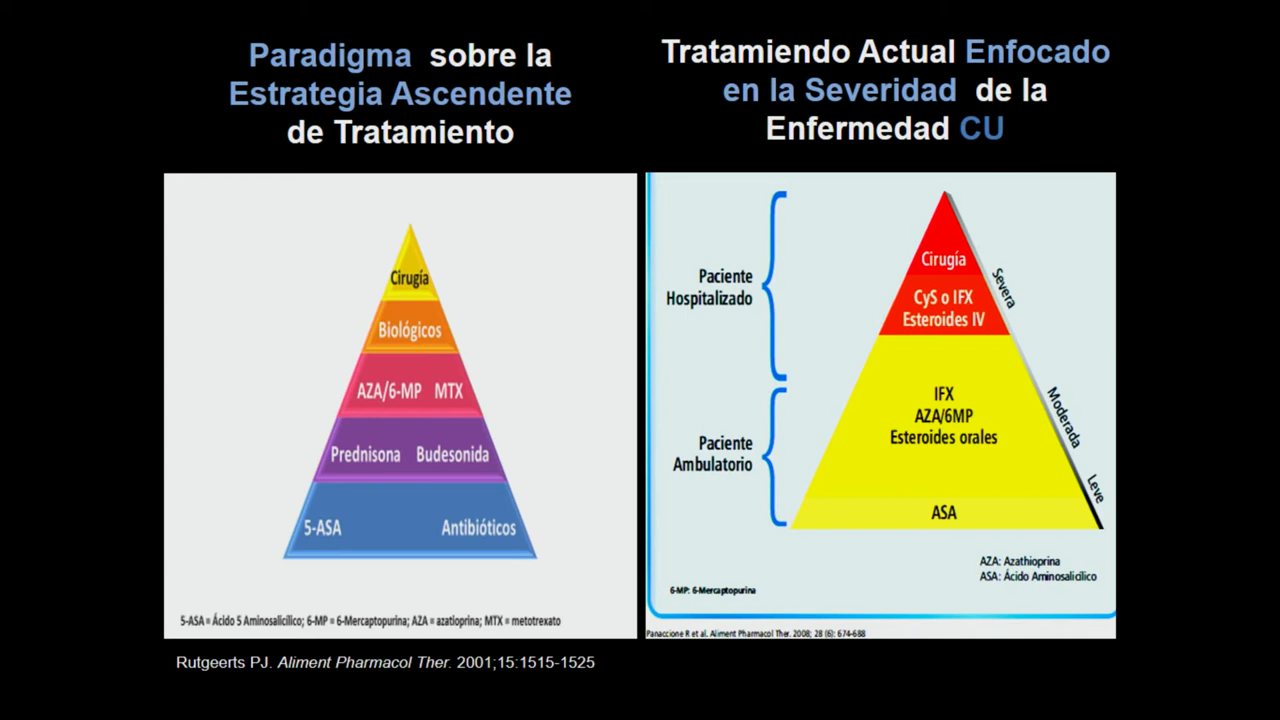 Paradigma sobre la
Estrategia Ascendente
de Tratamiento
Cirugía
Biológicos
AZA/6-MP MTX
Prednisona Budesonida
5-ASA Antibióticos
5-ASA = Ácido 5 Aminosalicílico; 6-MP = 6-Mercaptopurina; AZA = azatioprina; MTX = metotrexato
Rutgeerts PJ. Aliment Pharmacol Ther. 2001;15:1515-1525
Tratamiendo Actual Enfocado
en la Severidad de la
Enfermedad CU
Paciente
Hospitalizado
Paciente
Ambulatorio
Cirugía
CyS o IFX
Esteroides IV
IFX
AZA/6MP
Esteroides orales
ASA
Severa
Moderada
Leve
AZA: Azathioprina
ASA: Ácido Aminosalicílico
6-MP: 6-Mercaptopurina
Panaccione R et al. Aliment Pharmacol Ther. 2008; 28 (6): 674-688